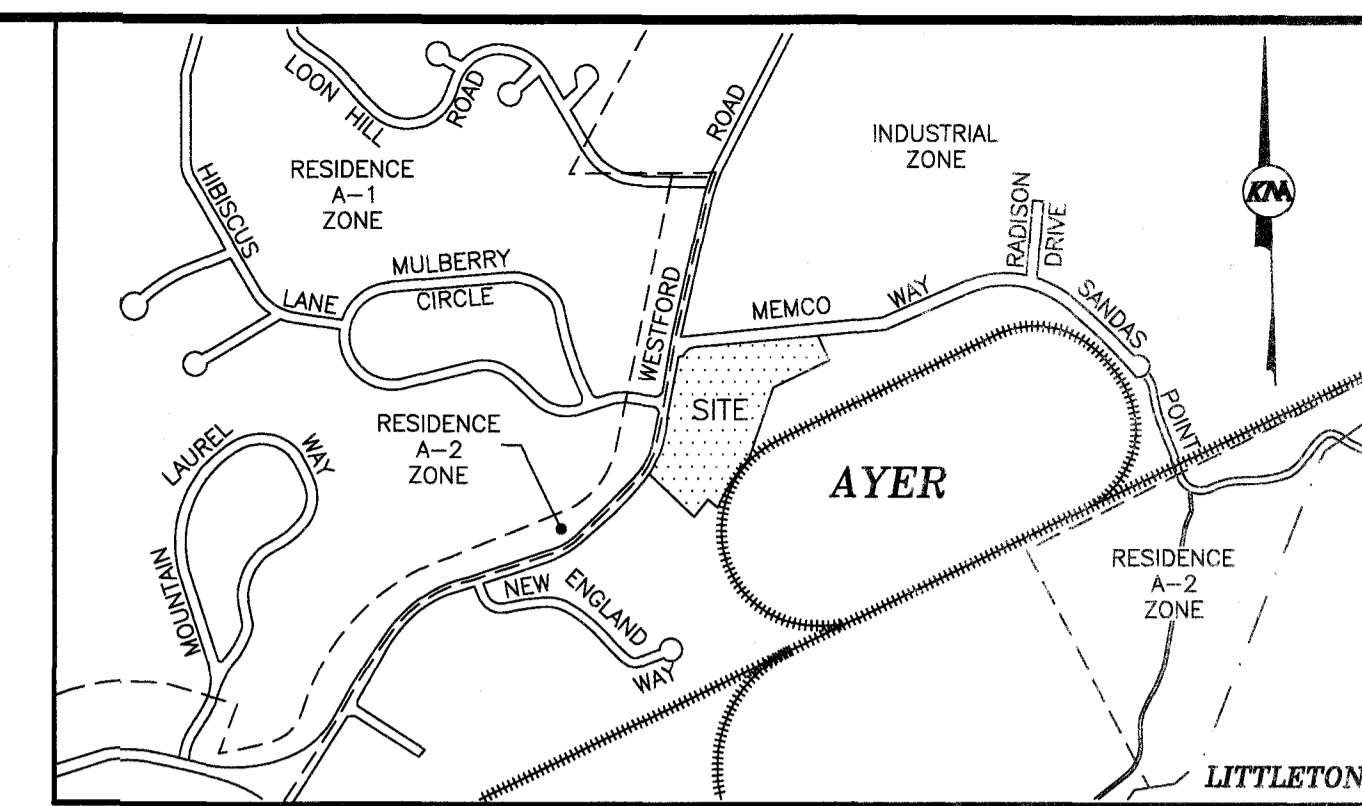 LOON
HILL
ROAD
ROAD
RESIDENCE
A-1
ZONE
INDUSTRIAL
ZONE
KNA
HIBISCUS
LANE
MULBERRY
CIRCLE
WESTFORD
MEMCO
WAY
RADISON
DRIVE
SANDAS
POINT
SITE
RESIDENCE
A-2
ZONE
LAUREL
WAY
MOUNTAIN
AYER
NEW
ENGLAND
WAY
RESIDENCE
A-2
ZONE
LITTLETON